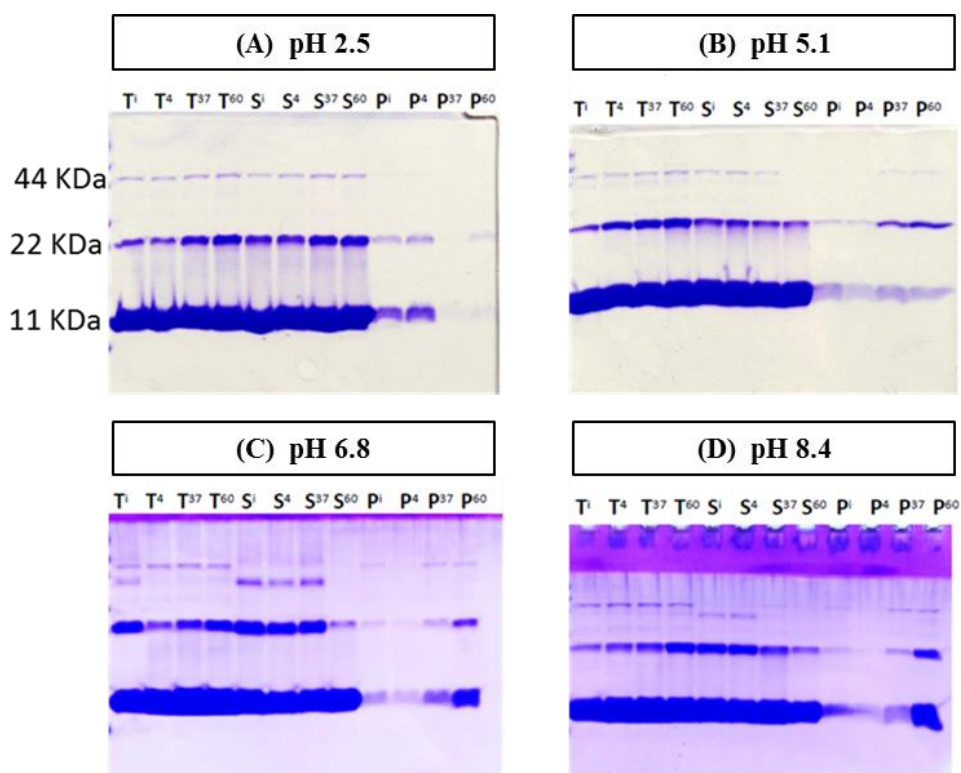 (A) pH 2.5
Tⁱ T⁴ T³⁷ T⁶⁰ Sⁱ S⁴ S³⁷ S⁶⁰ Pⁱ P⁴ P³⁷ P⁶⁰
44 KDa
22 KDa
11 KDa
(B) pH 5.1
Tⁱ T⁴ T³⁷ T⁶⁰ Sⁱ S⁴ S³⁷ S⁶⁰ Pⁱ P⁴ P³⁷ P⁶⁰
(C) pH 6.8
Tⁱ T⁴ T³⁷ T⁶⁰ Sⁱ S⁴ S³⁷ S⁶⁰ Pⁱ P⁴ P³⁷ P⁶⁰
(D) pH 8.4
Tⁱ T⁴ T³⁷ T⁶⁰ Sⁱ S⁴ S³⁷ S⁶⁰ Pⁱ P⁴ P³⁷ P⁶⁰